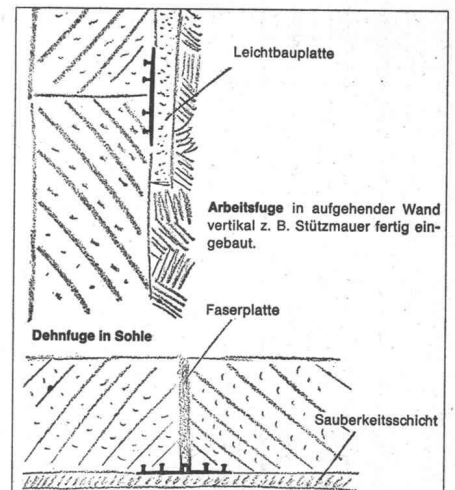 Leichtbauplatte
Arbeitsfuge in aufgehender Wand
vertikal z. B. Stützmauer fertig ein-
gebaut.
Dehnfuge in Sohle
Faserplatte
Sauberkeitsschicht